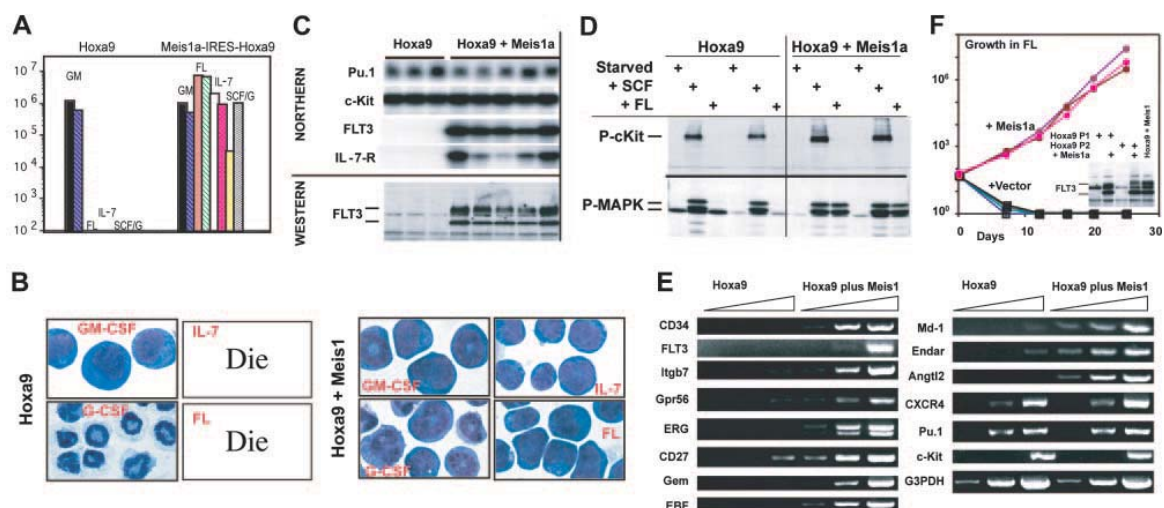 A
Hoxa9
Meis1a-IRES-Hoxa9
10^7
10^6
10^5
10^4
10^3
10^2
GM
FL
IL-7
SCF/G
GM
FL
IL-7
SCF/G
B
Hoxa9
GM-CSF
IL-7
Die
G-CSF
FL
Die
Hoxa9 + Meis1
GM-CSF
IL-7
G-CSF
FL
C
Hoxa9
Hoxa9 + Meis1a
NORTHERN
Pu.1
c-Kit
FLT3
IL-7-R
WESTERN
FLT3
D
Hoxa9
Hoxa9 + Meis1a
Starved + + + +
+ SCF + + + +
+ FL + + + +
P-cKit
P-MAPK
F
Growth in FL
10^6
10^3
10^0
+ Meis1a
+Vector
Hoxa9 P1 + +
Hoxa9 P2 + +
+ Meis1a + +
Hoxa9 + Meis1
FLT3
0 10 16 20 30
Days
E
Hoxa9
Hoxa9 plus Meis1
CD34
FLT3
Itgb7
Gpr56
ERG
CD27
Gem
EBF
Hoxa9
Hoxa9 plus Meis1
Md-1
Endar
Angtl2
CXCR4
Pu.1
c-Kit
G3PDH